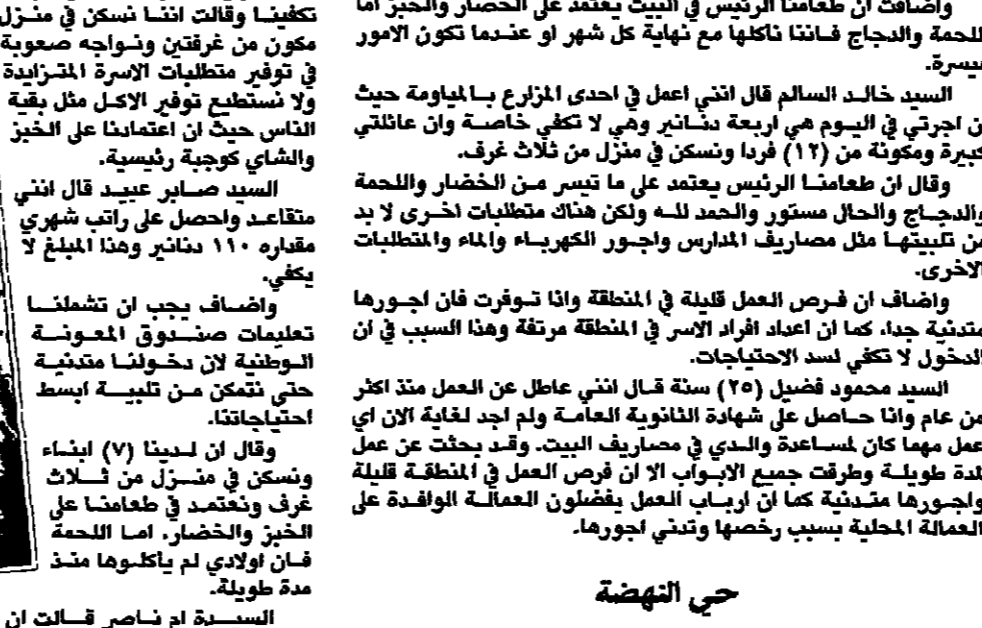 واضافت ان طعامنا الرئيس في البيت يعتمد على الخضار والخبز اما
اللحمة والدجاج فاننا ناكلها مع نهاية كل شهر او عندما تكون الامور
ميسرة.
السيد خالد السالم قال انني اعمل في احدى المزارع بالمياومة حيث
ان اجرتي في اليوم هي اربعة دنانير وهي لا تكفي خاصة وان عائلتي
كبيرة ومكونة من (١٢) فردا ونسكن في منزل من ثلاث غرف.
وقال ان طعامنا الرئيس يعتمد على ما تيسر من الخضار واللحمة
والدجاج والحال مستور والحمد لله ولكن هناك متطلبات اخرى لا بد
من تلبيتها مثل مصاريف المدارس واجور الكهرباء والماء والمتطلبات
الاخرى.
واضاف ان فرص العمل قليلة في المنطقة واذا توفرت فان اجورها
متدنية جدا، كما ان اعداد افراد الاسر في المنطقة مرتفة وهذا السبب في ان
الدخول لا تكفي لسد الاحتياجات.
السيد محمود فضيل (٢٥) سنة قال انني عاطل عن العمل منذ اكثر
من عام وانا حاصل على شهادة الثانوية العامة ولم اجد لغاية الان اي
عمل مهما كان لمساعدة والدي في مصاريف البيت. وقد بحثت عن عمل
لمدة طويلة وطرقت جميع الابواب الا ان فرص العمل في المنطقة قليلة
واجورها متدنية كما ان ارباب العمل يفضلون العمالة الوافدة على
العمالة المحلية بسبب رخصها وتدني اجورها.
حي النهضة
تكفينا وقالت اننا نسكن في منزل
مكون من غرفتين ونواجه صعوبة
في توفير متطلبات الاسرة المتزايدة
ولا نستطيع توفير الاكل مثل بقية
الناس حيث ان اعتمادنا على الخبز
والشاي كوجبة رئيسية.
السيد صابر عبيد قال انني
متقاعد واحصل على راتب شهري
مقداره ١١٠ دنانير وهذا المبلغ لا
يكفي.
واضاف يجب ان تشملنا
تعليمات صندوق المعونة
الوطنية لان دخولنا متدنية
حتى نتمكن من تلبية ابسط
احتياجاتنا.
وقال ان لدينا (٧) ابناء
ونسكن في منزل من ثلاث
غرف ونعتمد في طعامنا على
الخبز والخضار، اما اللحمة
فان اولادي لم يأكلوها منذ
مدة طويلة.
السيدة ام ناصر قالت ان